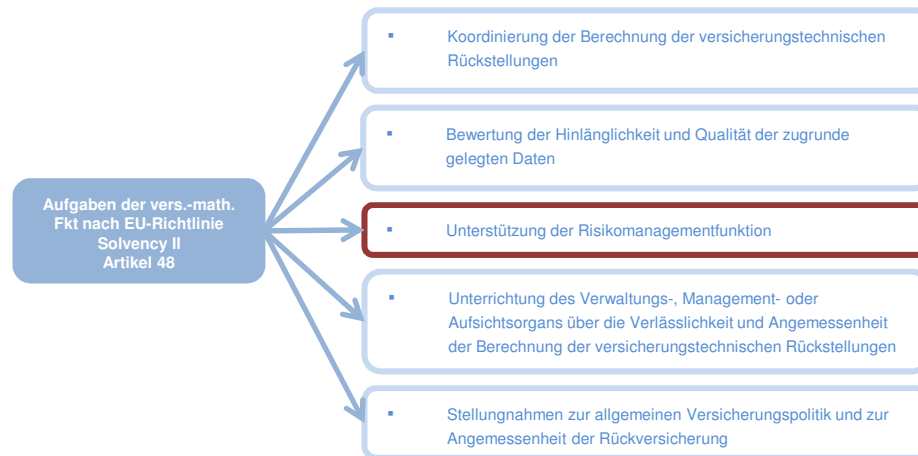 ▪ Koordinierung der Berechnung der versicherungstechnischen
Rückstellungen
▪ Bewertung der Hinlänglichkeit und Qualität der zugrunde
gelegten Daten
Aufgaben der vers.-math.
Fkt nach EU-Richtlinie
Solvency II
Artikel 48
▪ Unterstützung der Risikomanagementfunktion
▪ Unterrichtung des Verwaltungs-, Management- oder
Aufsichtsorgans über die Verlässlichkeit und Angemessenheit
der Berechnung der versicherungstechnischen Rückstellungen
▪ Stellungnahmen zur allgemeinen Versicherungspolitik und zur
Angemessenheit der Rückversicherung